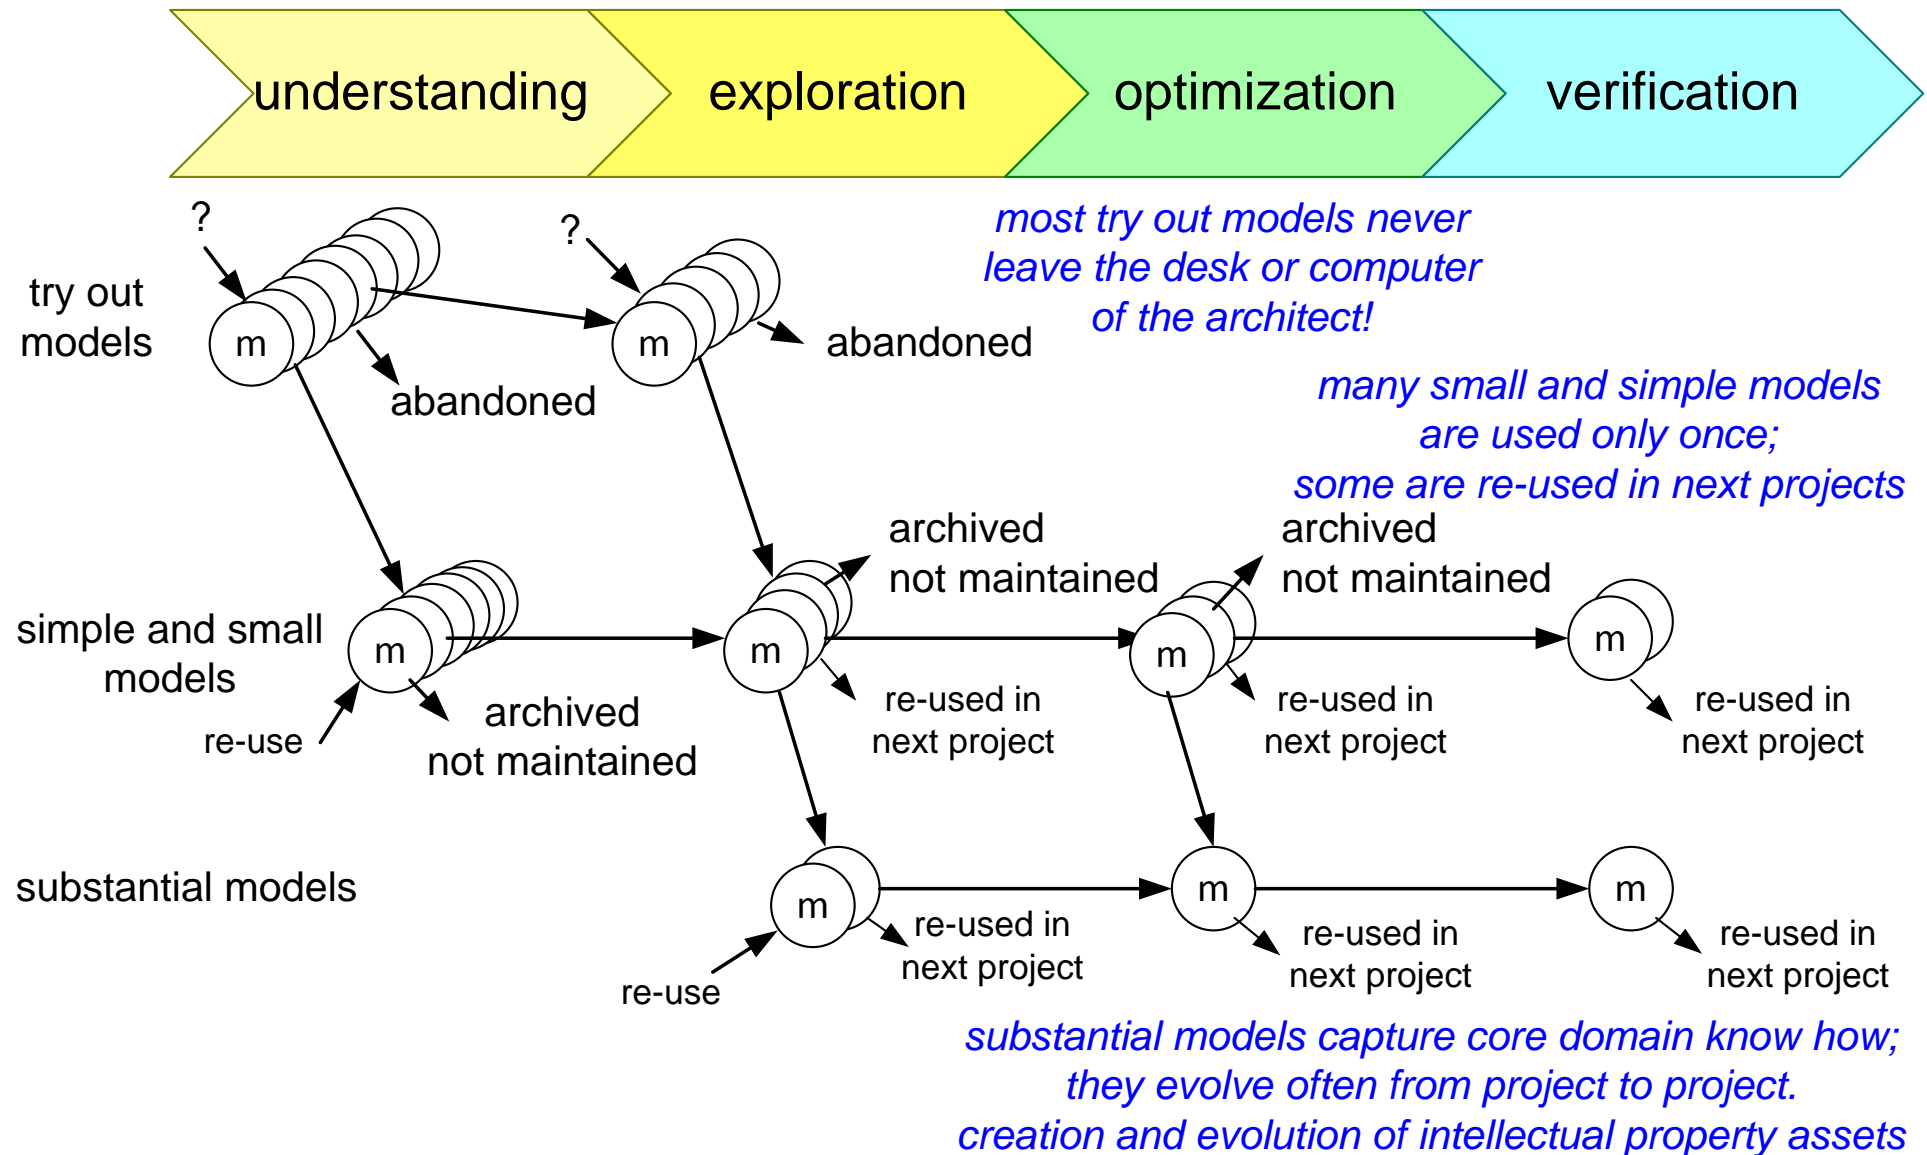 understanding
exploration
optimization
verification
?
?
most try out models never
leave the desk or computer
of the architect!
try out
models
m
m
abandoned
abandoned
many small and simple models
are used only once;
some are re-used in next projects
archived
not maintained
archived
not maintained
simple and small
models
m
m
m
m
re-use
archived
not maintained
re-used in
next project
re-used in
next project
re-used in
next project
substantial models
m
m
m
re-use
re-used in
next project
re-used in
next project
re-used in
next project
substantial models capture core domain know how;
they evolve often from project to project.
creation and evolution of intellectual property assets